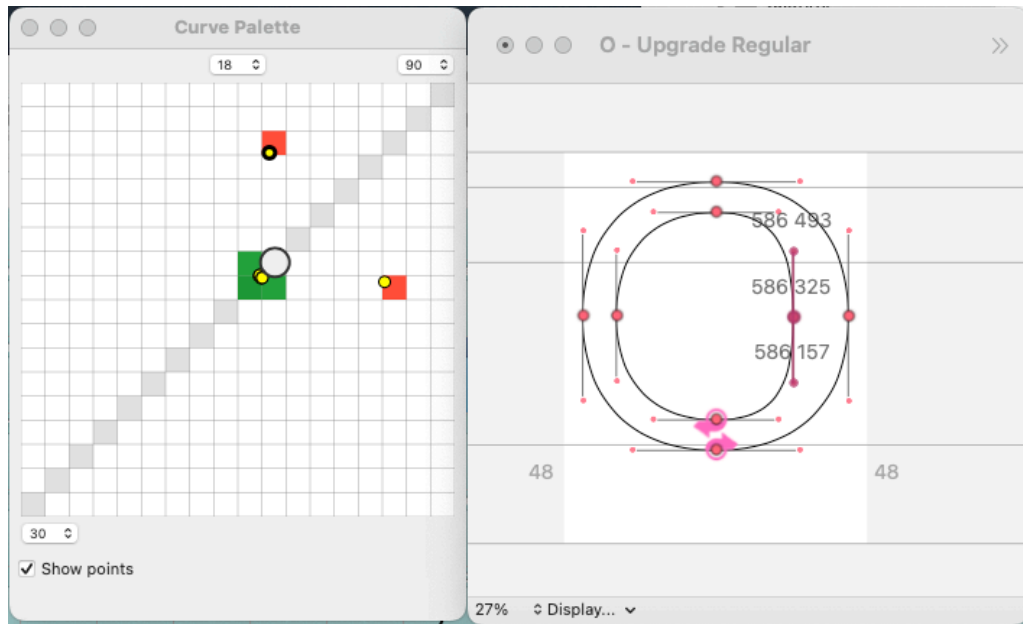 Curve Palette
18
90
30
Show points
O - Upgrade Regular
586 493
586 325
586 157
48
48
27%
Display...